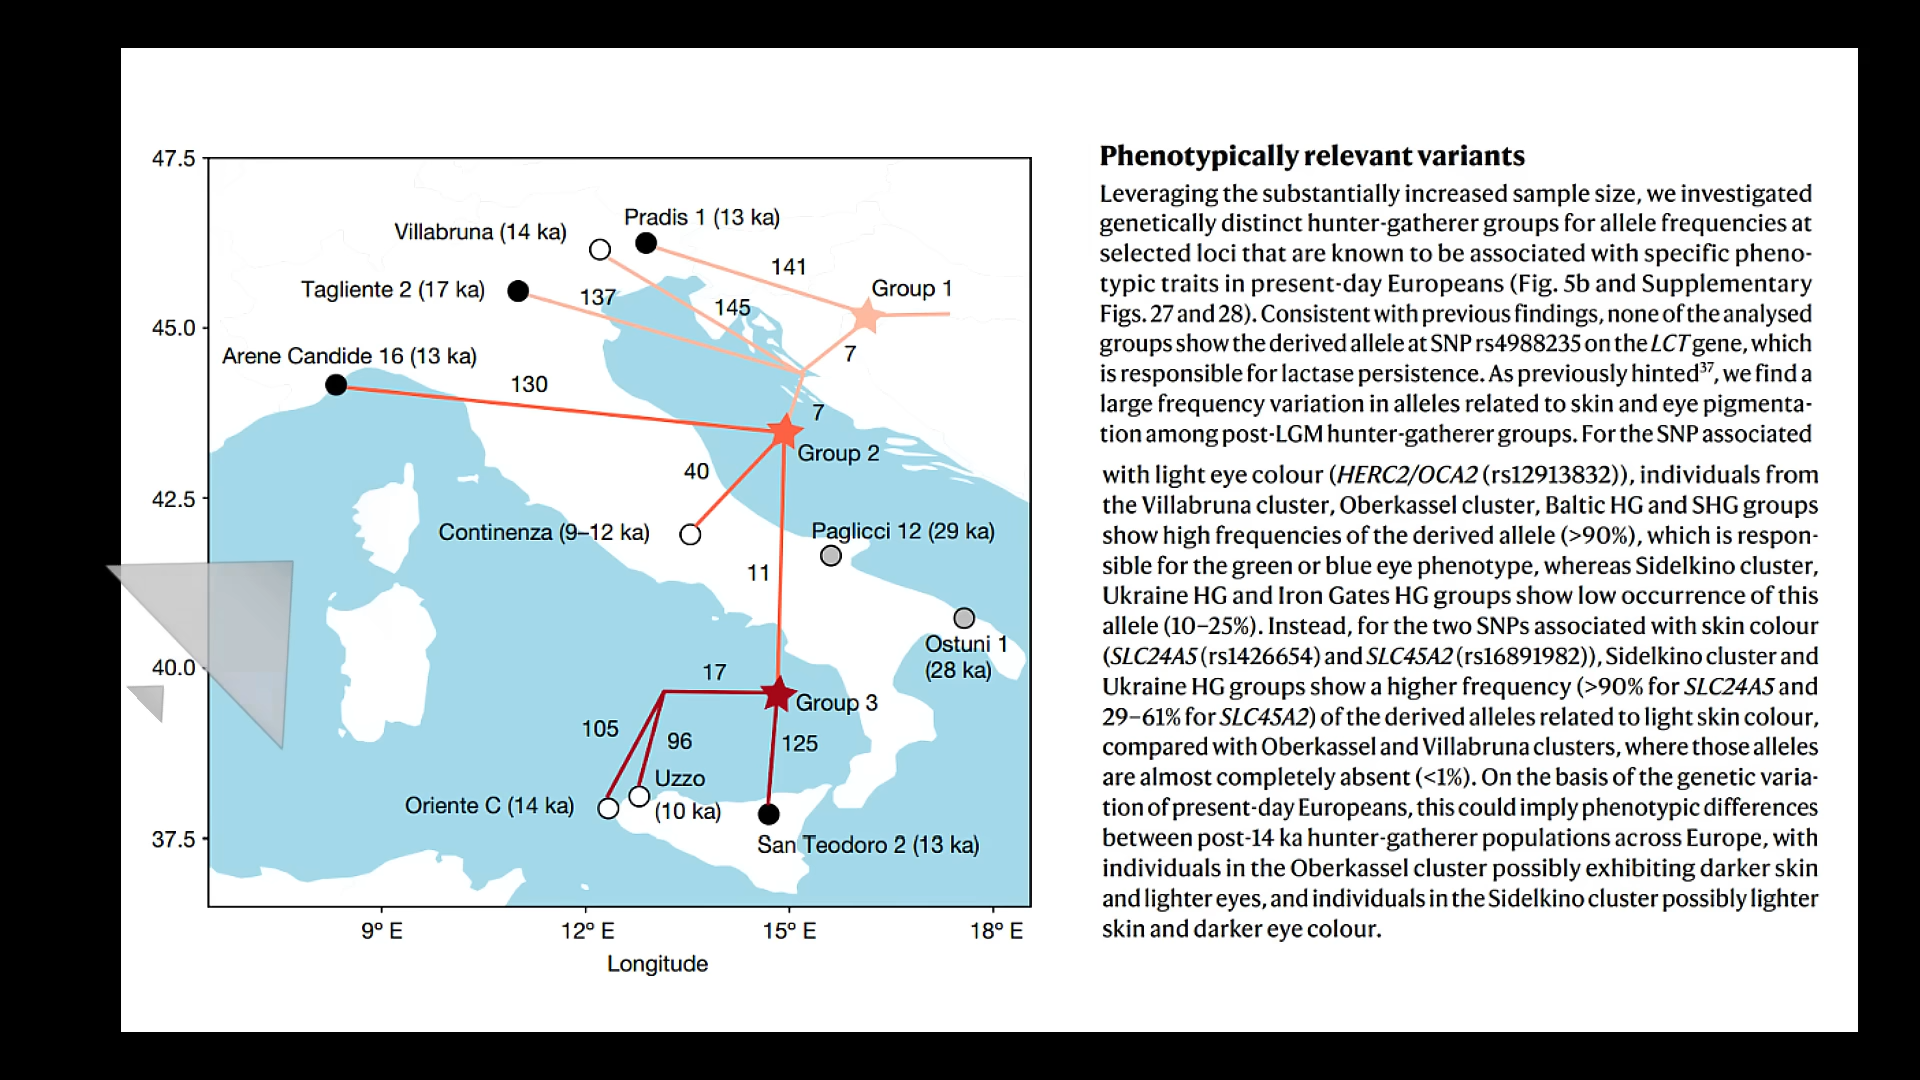 47.5
45.0
42.5
40.0
37.5
9° E
12° E
15° E
18° E
Longitude
Pradis 1 (13 ka)
Villabruna (14 ka)
141
Group 1
Tagliente 2 (17 ka)
137
145
7
Arene Candide 16 (13 ka)
130
7
Group 2
40
Continenza (9–12 ka)
Paglicci 12 (29 ka)
11
Ostuni 1
(28 ka)
17
Group 3
105
96
125
Uzzo
(10 ka)
Oriente C (14 ka)
San Teodoro 2 (13 ka)
Phenotypically relevant variants
Leveraging the substantially increased sample size, we investigated
genetically distinct hunter-gatherer groups for allele frequencies at
selected loci that are known to be associated with specific pheno-
typic traits in present-day Europeans (Fig. 5b and Supplementary
Figs. 27 and 28). Consistent with previous findings, none of the analysed
groups show the derived allele at SNP rs4988235 on the LCT gene, which
is responsible for lactase persistence. As previously hinted³⁷, we find a
large frequency variation in alleles related to skin and eye pigmenta-
tion among post-LGM hunter-gatherer groups. For the SNP associated
with light eye colour (HERC2/OCA2 (rs12913832)), individuals from
the Villabruna cluster, Oberkassel cluster, Baltic HG and SHG groups
show high frequencies of the derived allele (>90%), which is respon-
sible for the green or blue eye phenotype, whereas Sidelkino cluster,
Ukraine HG and Iron Gates HG groups show low occurrence of this
allele (10–25%). Instead, for the two SNPs associated with skin colour
(SLC24A5 (rs1426654) and SLC45A2 (rs16891982)), Sidelkino cluster and
Ukraine HG groups show a higher frequency (>90% for SLC24A5 and
29–61% for SLC45A2) of the derived alleles related to light skin colour,
compared with Oberkassel and Villabruna clusters, where those alleles
are almost completely absent (<1%). On the basis of the genetic varia-
tion of present-day Europeans, this could imply phenotypic differences
between post-14 ka hunter-gatherer populations across Europe, with
individuals in the Oberkassel cluster possibly exhibiting darker skin
and lighter eyes, and individuals in the Sidelkino cluster possibly lighter
skin and darker eye colour.